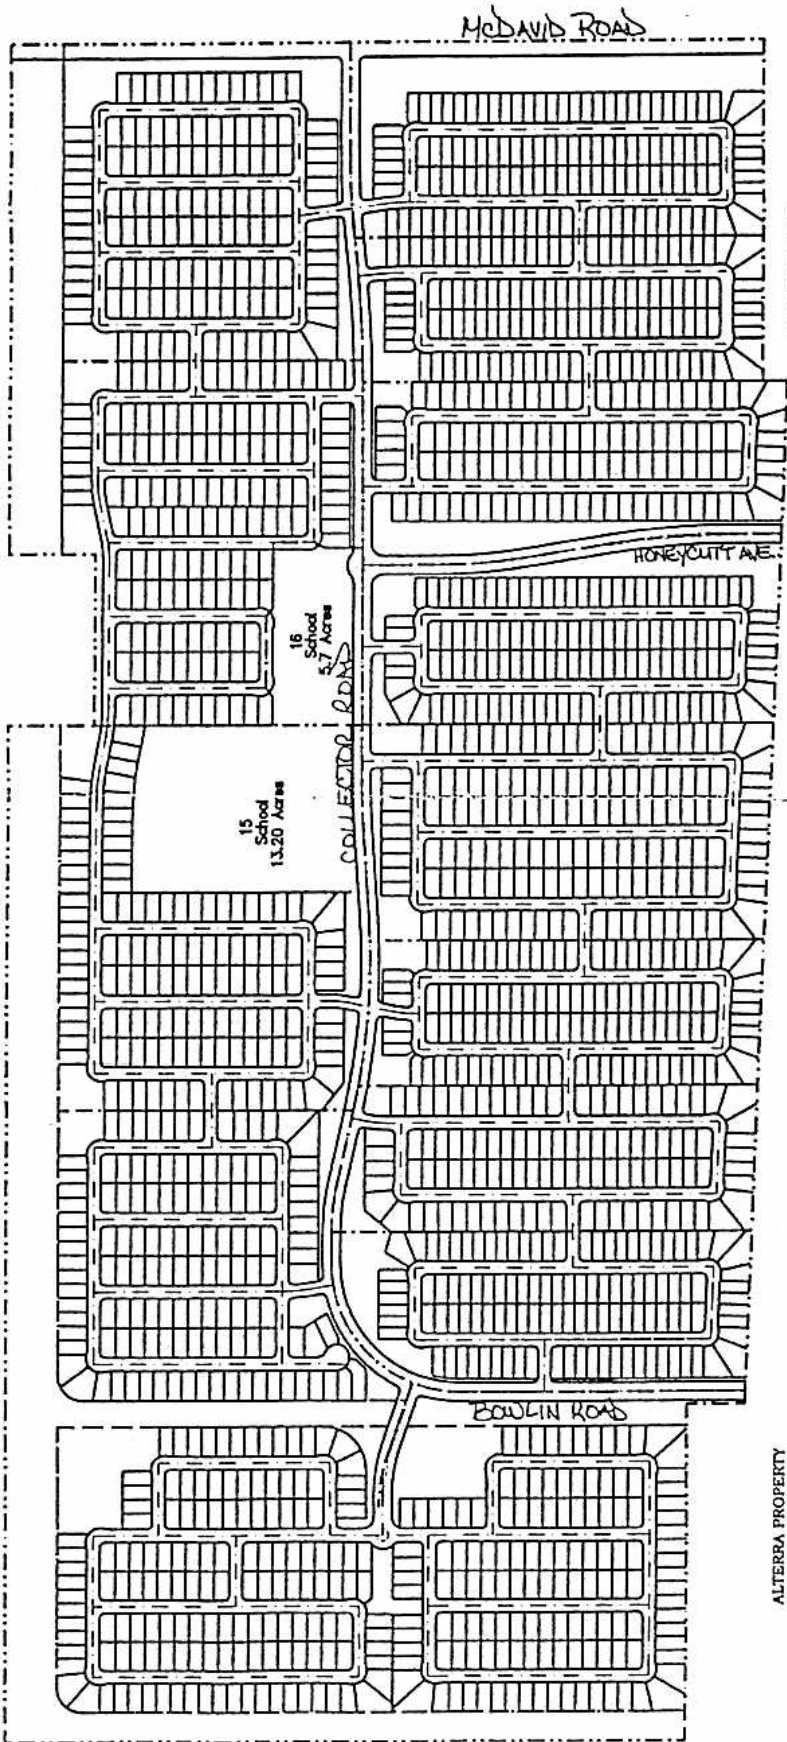 McDAVID ROAD
HONEYCUTT AVE.
16
School
5.7 Acres
COLLECTOR ROAD
15
School
13.20 Acres
BOWLIN ROAD
ALTERRA PROPERTY